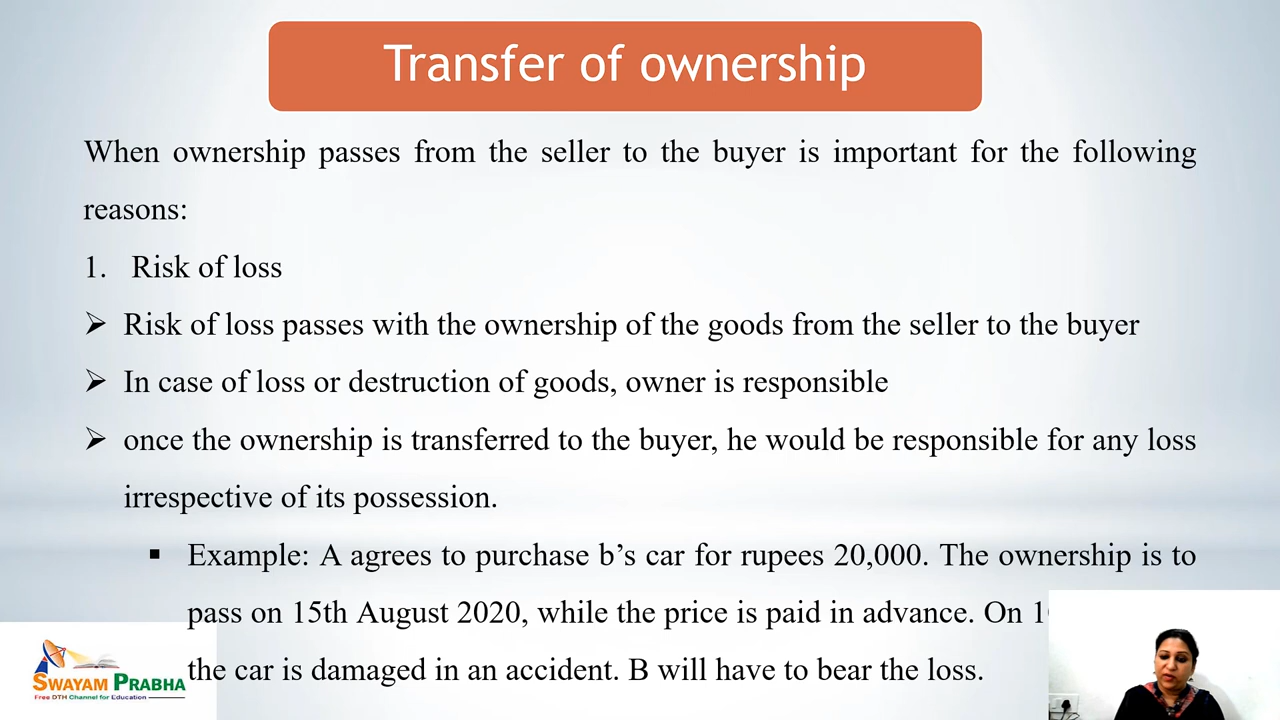 Transfer of ownership
When ownership passes from the seller to the buyer is important for the following
reasons:
1. Risk of loss
➢ Risk of loss passes with the ownership of the goods from the seller to the buyer
➢ In case of loss or destruction of goods, owner is responsible
➢ once the ownership is transferred to the buyer, he would be responsible for any loss
irrespective of its possession.
▪ Example: A agrees to purchase b’s car for rupees 20,000. The ownership is to
pass on 15th August 2020, while the price is paid in advance. On
the car is damaged in an accident. B will have to bear the loss.
SWAYAM PRABHA
Free DTH Channel for Education